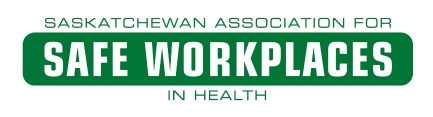 SASKATCHEWAN ASSOCIATION FOR
SAFE WORKPLACES
IN HEALTH